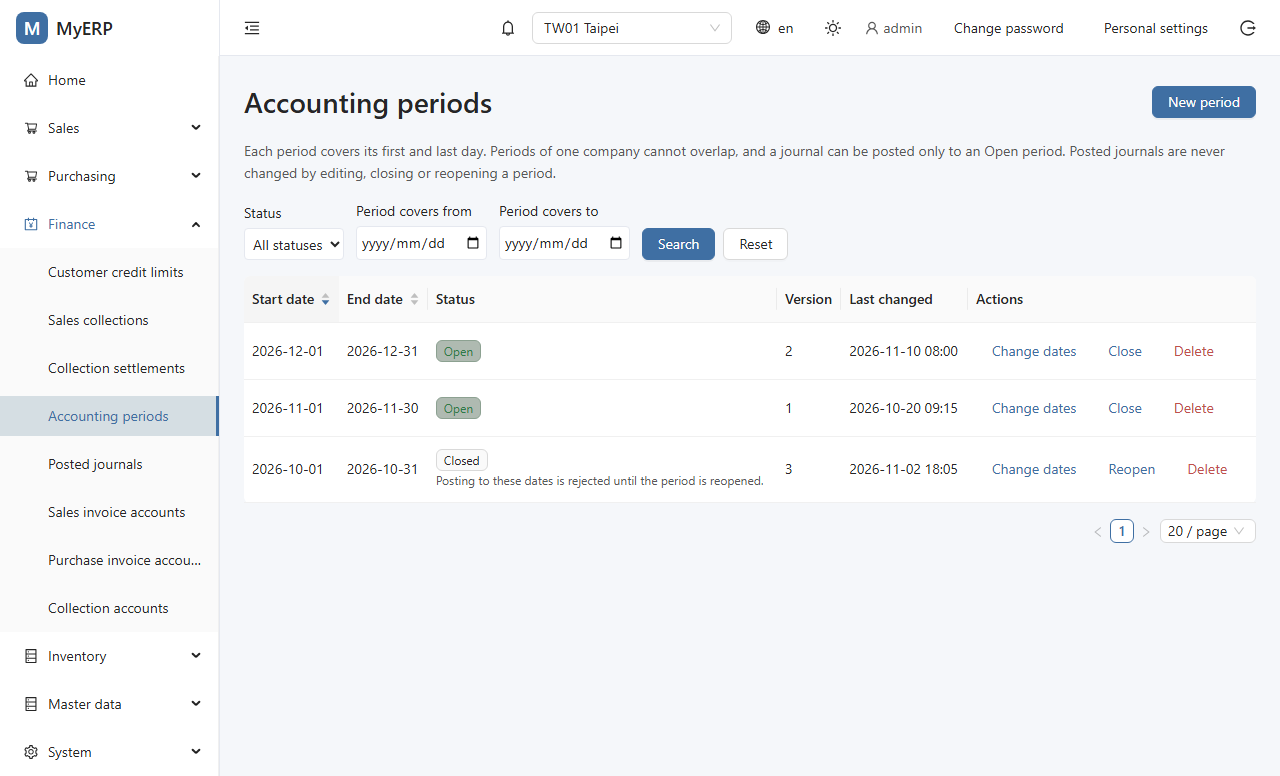 M MyERP
TW01 Taipei
en
admin
Change password
Personal settings
Home
Sales
Purchasing
Finance
Customer credit limits
Sales collections
Collection settlements
Accounting periods
Posted journals
Sales invoice accounts
Purchase invoice accou...
Collection accounts
Inventory
Master data
System
Accounting periods
New period
Each period covers its first and last day. Periods of one company cannot overlap, and a journal can be posted only to an Open period. Posted journals are never
changed by editing, closing or reopening a period.
Status Period covers from Period covers to
All statuses yyyy/mm/dd yyyy/mm/dd Search Reset
Start date End date Status Version Last changed Actions
2026-12-01 2026-12-31 Open 2 2026-11-10 08:00 Change dates Close Delete
2026-11-01 2026-11-30 Open 1 2026-10-20 09:15 Change dates Close Delete
2026-10-01 2026-10-31 Closed 3 2026-11-02 18:05 Change dates Reopen Delete
Posting to these dates is rejected until the period is reopened.
1 20 / page